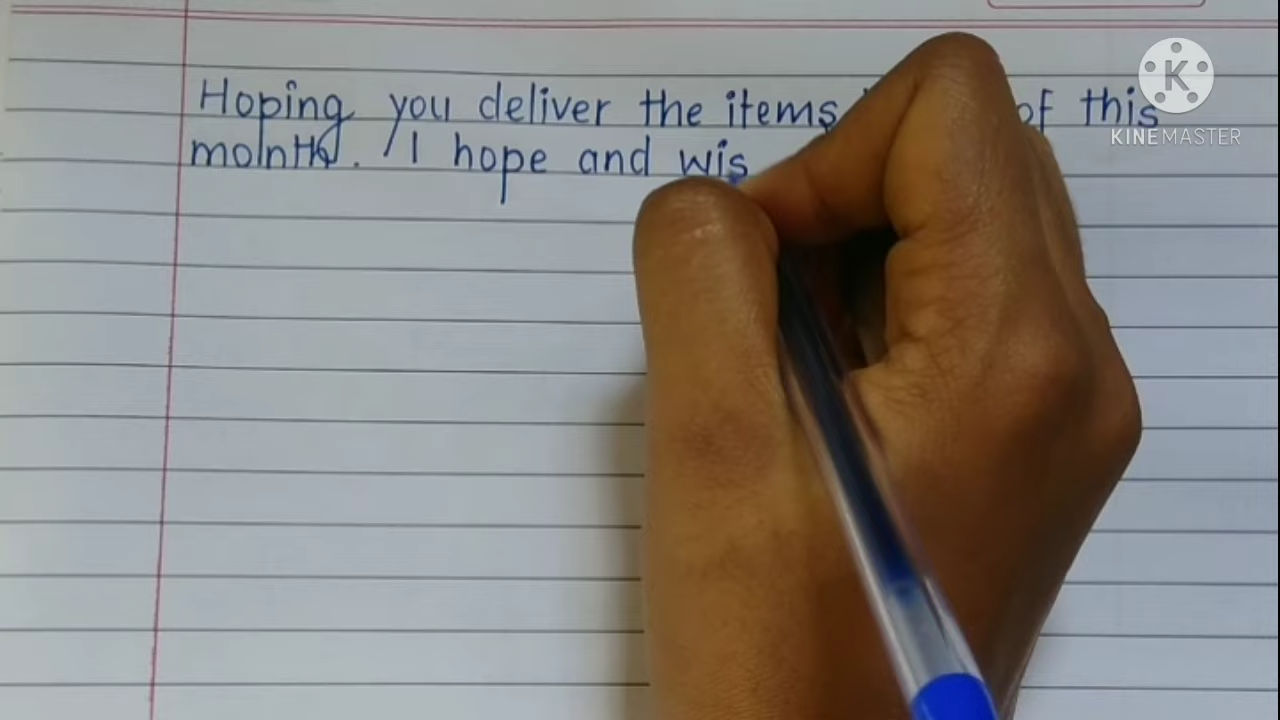 Hoping you deliver the items of this
month. I hope and wis
KINEMASTER